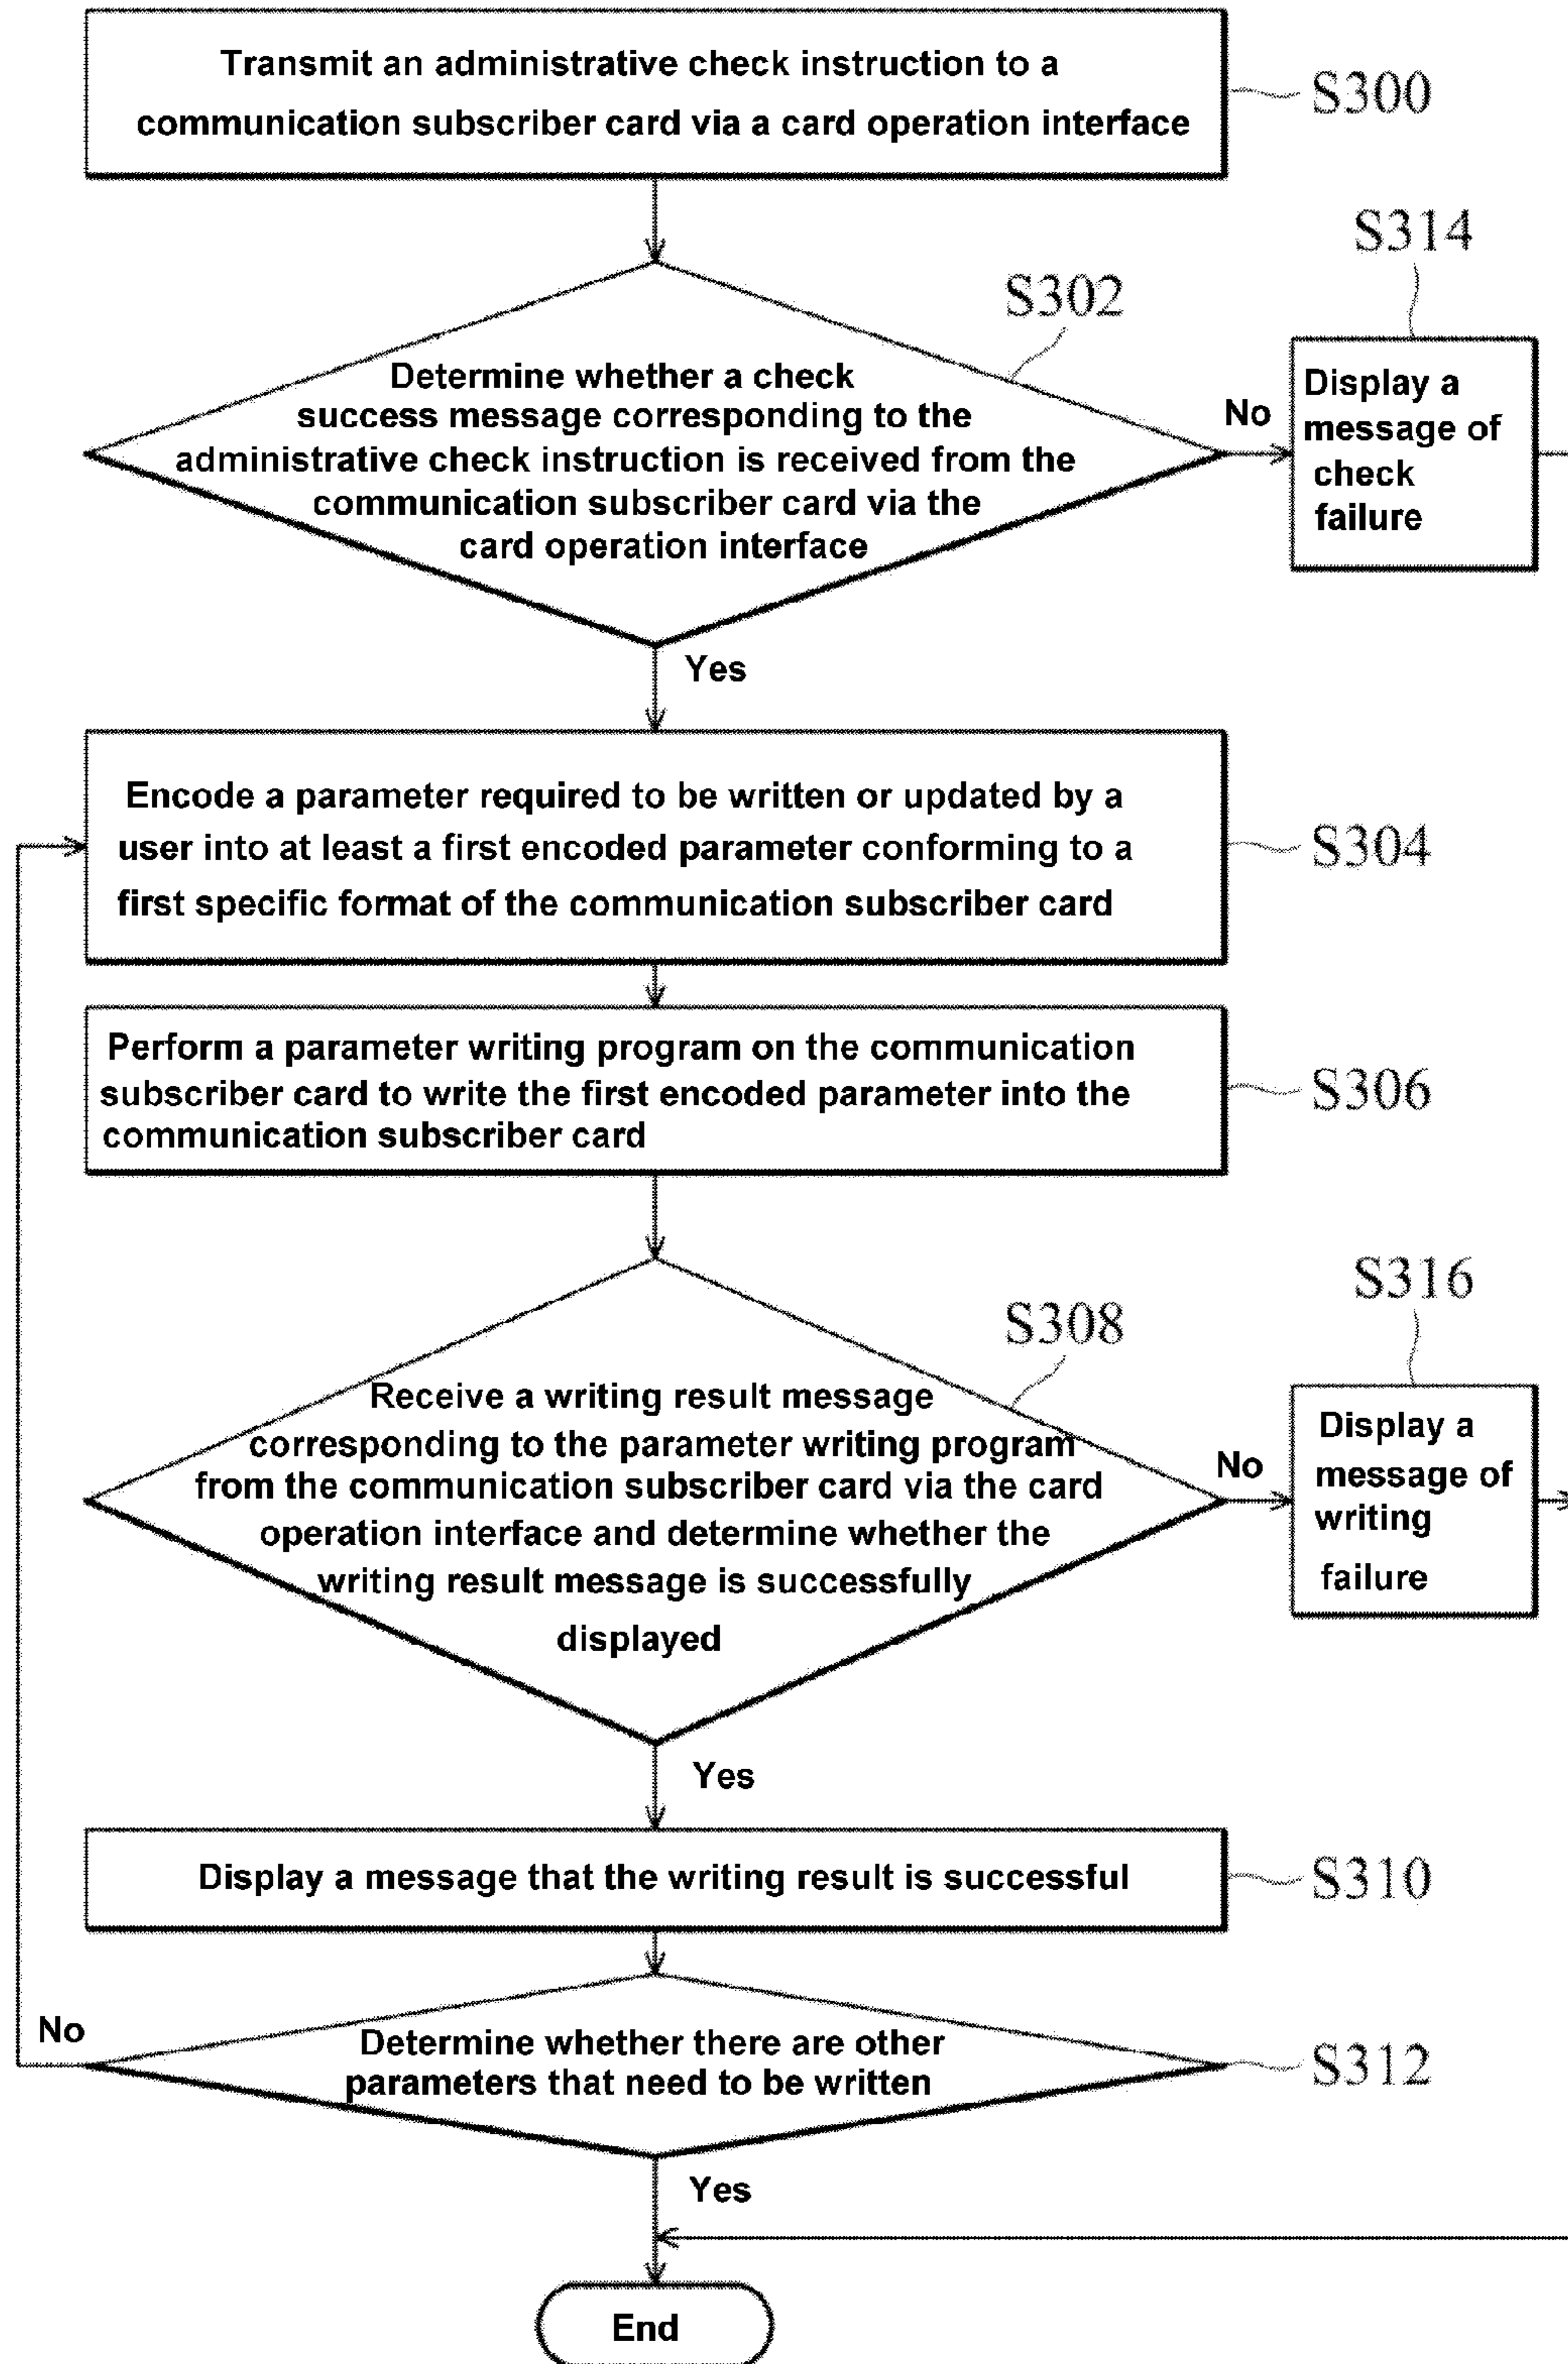 Transmit an administrative check instruction to a
communication subscriber card via a card operation interface
S300
S314
S302
Determine whether a check
success message corresponding to the
administrative check instruction is received from the
communication subscriber card via the
card operation interface
No
Display a
message of
check
failure
Yes
Encode a parameter required to be written or updated by a
user into at least a first encoded parameter conforming to a
first specific format of the communication subscriber card
S304
Perform a parameter writing program on the communication
subscriber card to write the first encoded parameter into the
communication subscriber card
S306
S316
S308
Receive a writing result message
corresponding to the parameter writing program
from the communication subscriber card via the card
operation interface and determine whether the
writing result message is successfully
displayed
No
Display a
message of
writing
failure
Yes
Display a message that the writing result is successful
S310
No
Determine whether there are other
parameters that need to be written
S312
Yes
End